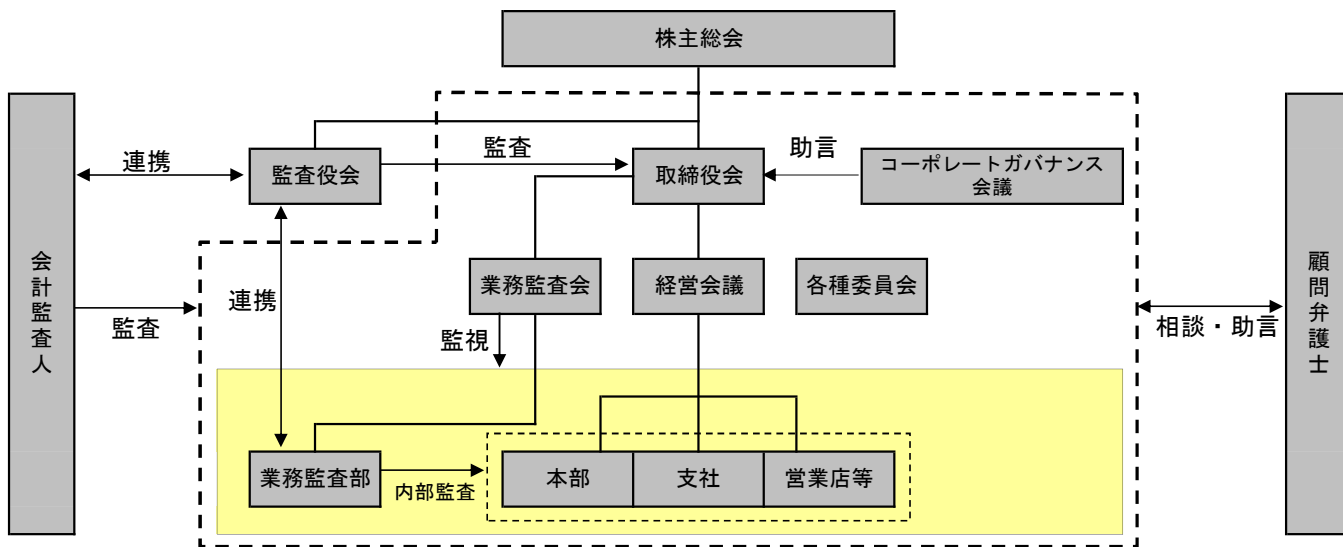 株主総会
連携
監査役会
監査
取締役会
助言
コーポレートガバナンス
会議
会計監査人
監査
連携
業務監査会
経営会議
各種委員会
監視
相談・助言
顧問弁護士
業務監査部
内部監査
本部
支社
営業店等